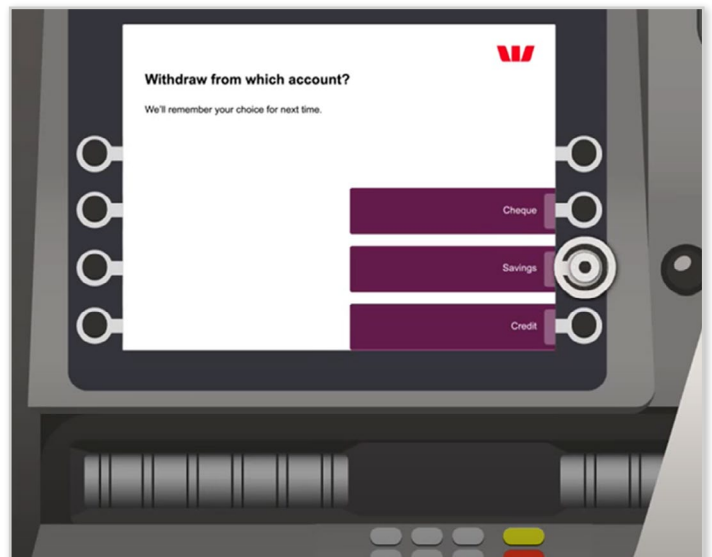 Withdraw from which account?
We'll remember your choice for next time.
Cheque
Savings
Credit